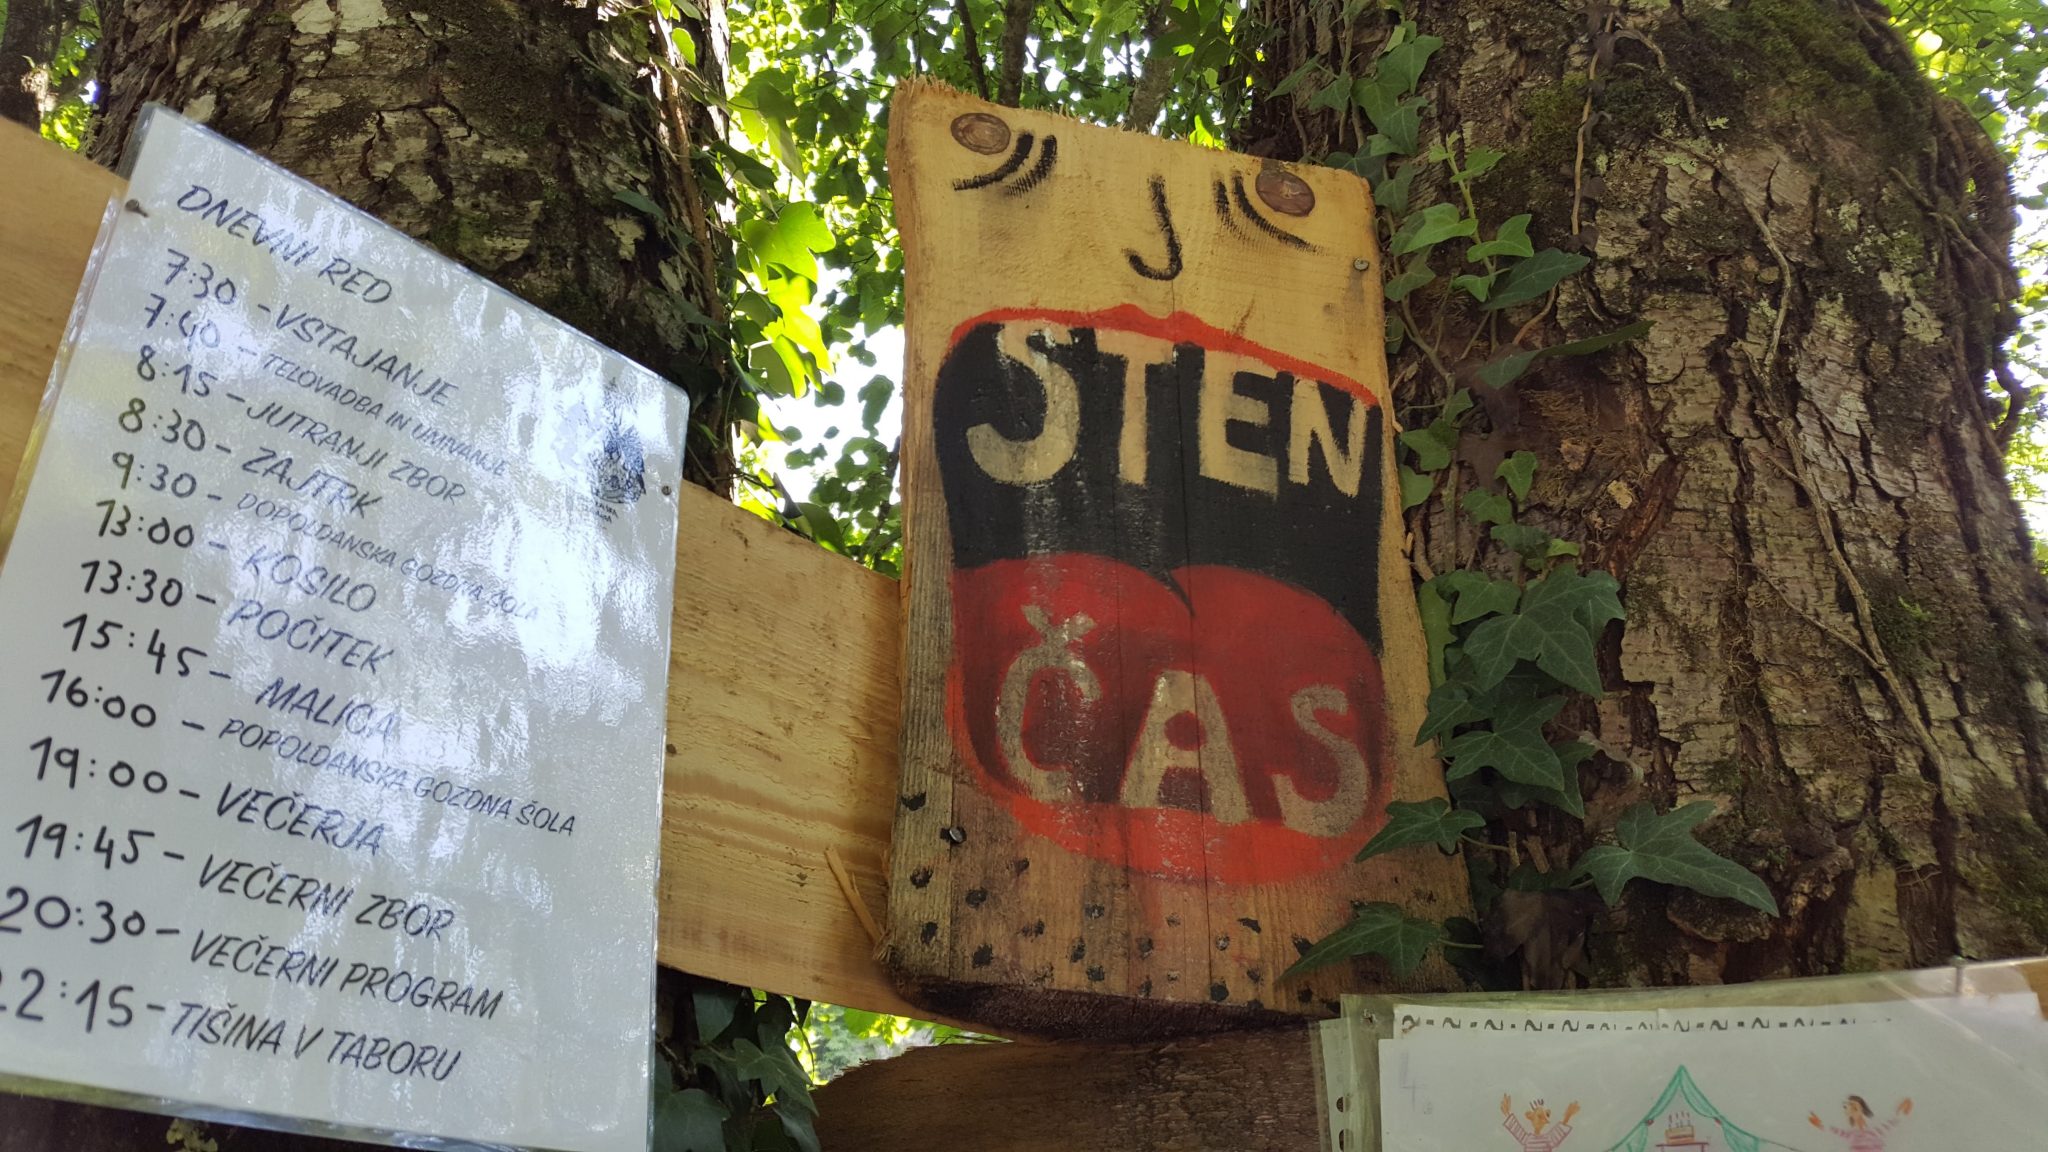 DNEVNI RED
7:30 - VSTAJANJE
7:40 - TELOVADBA IN UMIVANJE
8:15 - JUTRANJI ZBOR
8:30 - ZAJTRK
9:30 - DOPOLDANSKA GOZDNA ŠOLA
13:00 - KOSILO
13:30 - POČITEK
15:45 - MALICA
16:00 - POPOLDANSKA GOZDNA ŠOLA
19:00 - VEČERJA
19:45 - VEČERNI ZBOR
20:30 - VEČERNI PROGRAM
22:15 - TIŠINA V TABORU
STEN
ČAS